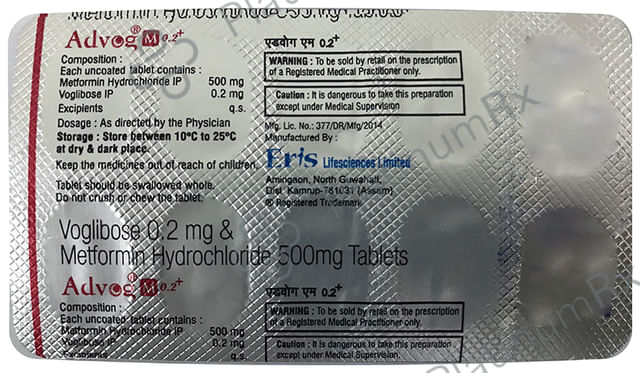 Metformin Hydrochloride 500mg Tablets
Advog® M 0.2+
Composition :
Each uncoated tablet contains :
Metformin Hydrochloride IP 500 mg
Voglibose IP 0.2 mg
Excipients q.s.
Dosage : As directed by the Physician
Storage : Store between 10°C to 25°C
at dry & dark place.
Keep the medicines out of reach of children.
Tablet should be swallowed whole.
Do not crush or chew the tablet.
एडवोग एम 0.2+
WARNING : To be sold by retail on the prescription
of a Registered Medical Practitioner only.
Caution : It is dangerous to take this preparation
except under Medical Supervision
Mfg. Lic. No.: 377/DR/Mfg/2014
Manufactured By :
Eris Lifesciences Limited
Amingaon, North Guwahati,
Dist. Kamrup-781031 (Assam)
® Registered Trademark
Voglibose 0.2 mg &
Metformin Hydrochloride 500mg Tablets
Advog® M 0.2+
Composition :
Each uncoated tablet contains :
Metformin Hydrochloride IP 500 mg
Voglibose IP 0.2 mg
Excipients q.s.
एडवोग एम 0.2+
WARNING : To be sold by retail on the prescription
of a Registered Medical Practitioner only.
Caution : It is dangerous to take this preparation
except under Medical Supervision.
PlatinumRx